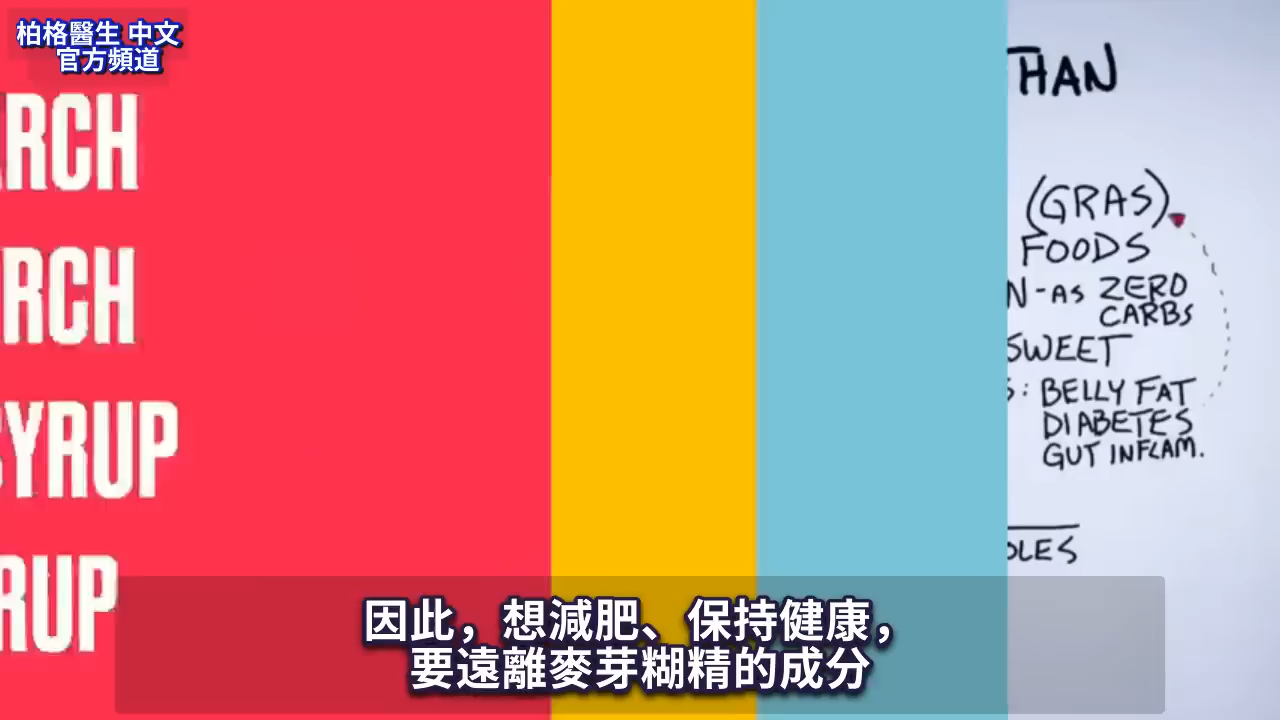 柏格醫生 中文
官方頻道
RCH
RCH
SYRUP
RUP
THAN
(GRAS)
FOODS
N-AS ZERO
CARBS
SWEET
S: BELLY FAT
DIABETES
GUT INFLAM.
OLES
因此，想減肥、保持健康，
要遠離麥芽糊精的成分